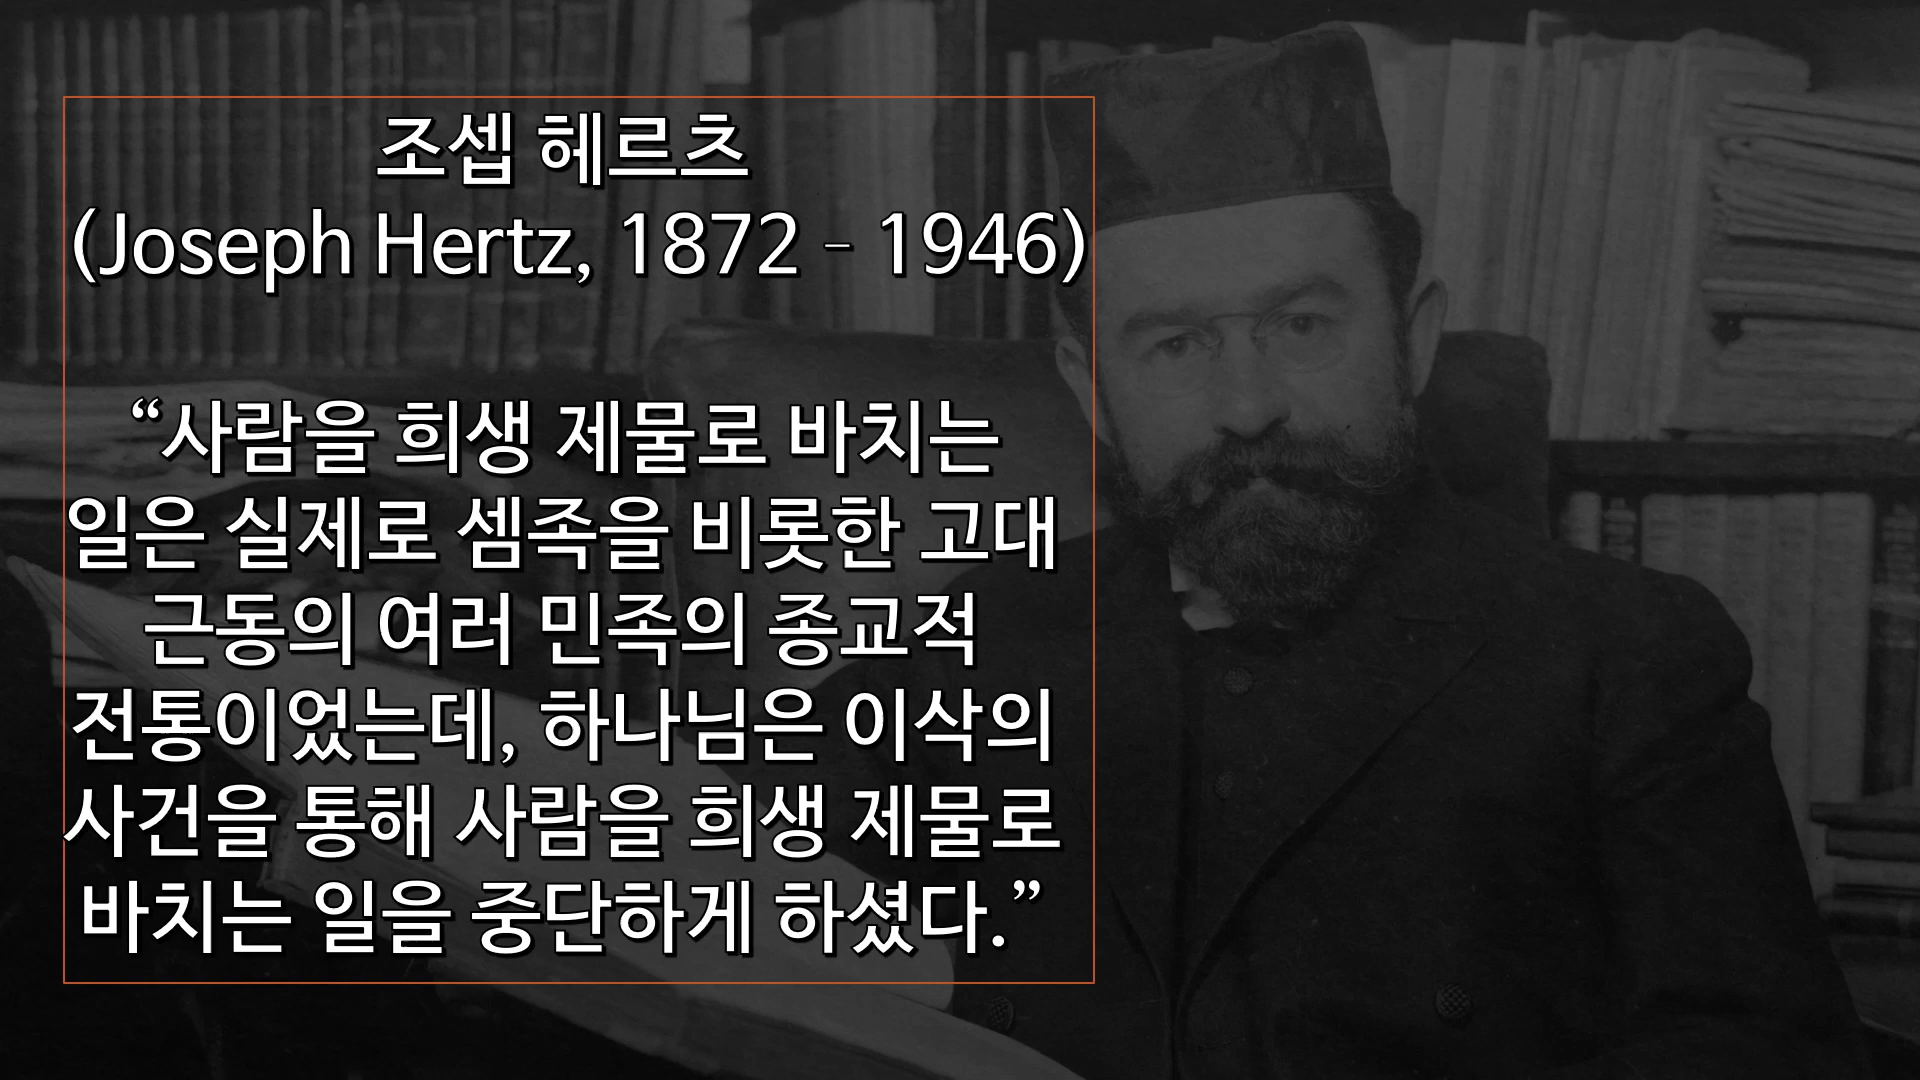 조셉 헤르츠
(Joseph Hertz, 1872 – 1946)
“사람을 희생 제물로 바치는
일은 실제로 셈족을 비롯한 고대
근동의 여러 민족의 종교적
전통이었는데, 하나님은 이삭의
사건을 통해 사람을 희생 제물로
바치는 일을 중단하게 하셨다.”